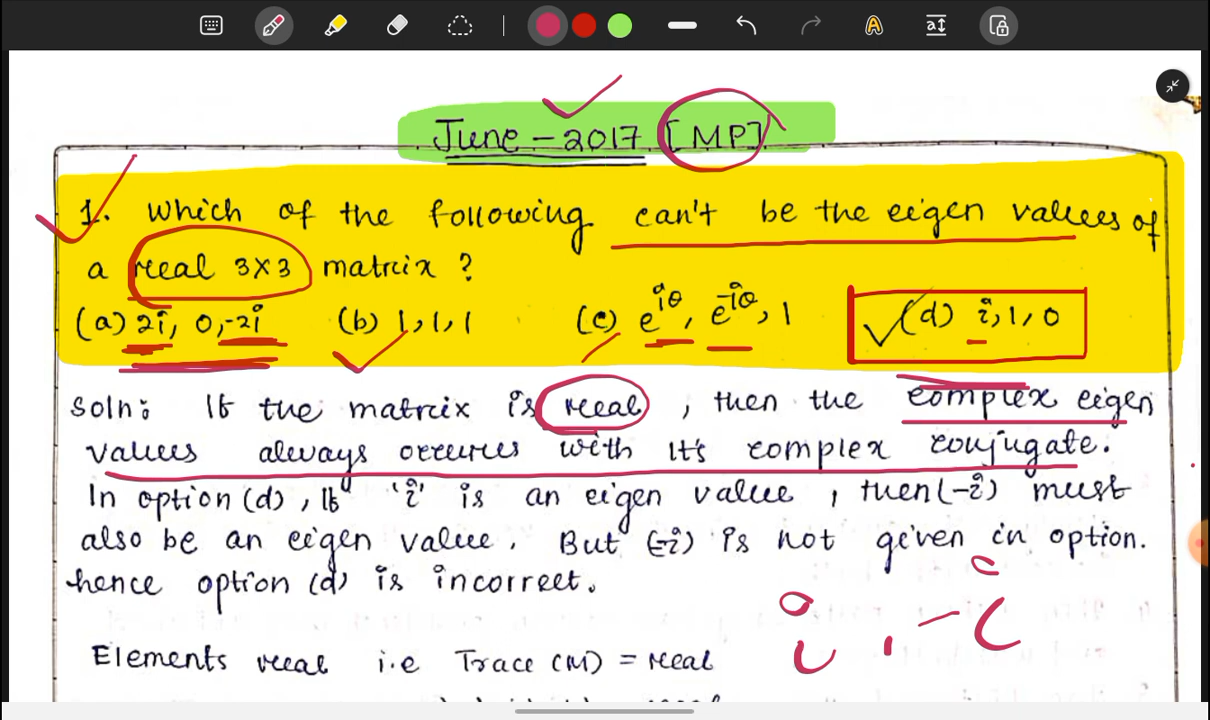 June - 2017 [MP]
1. Which of the following can't be the eigen values of
a real 3×3 matrix ?
(a) 2i, 0, -2i (b) 1, 1, 1 (c) e^{iθ}, e^{-iθ}, 1 (d) i, 1, 0
Soln: If the matrix is real, then the complex eigen
values always occures with it's complex conjugate.
In option (d), If 'i' is an eigen value, then (-i) must
also be an eigen value. But (-i) is not given in option.
hence option (d) is incorrect.
i, -i
Elements real i.e Trace (M) = real